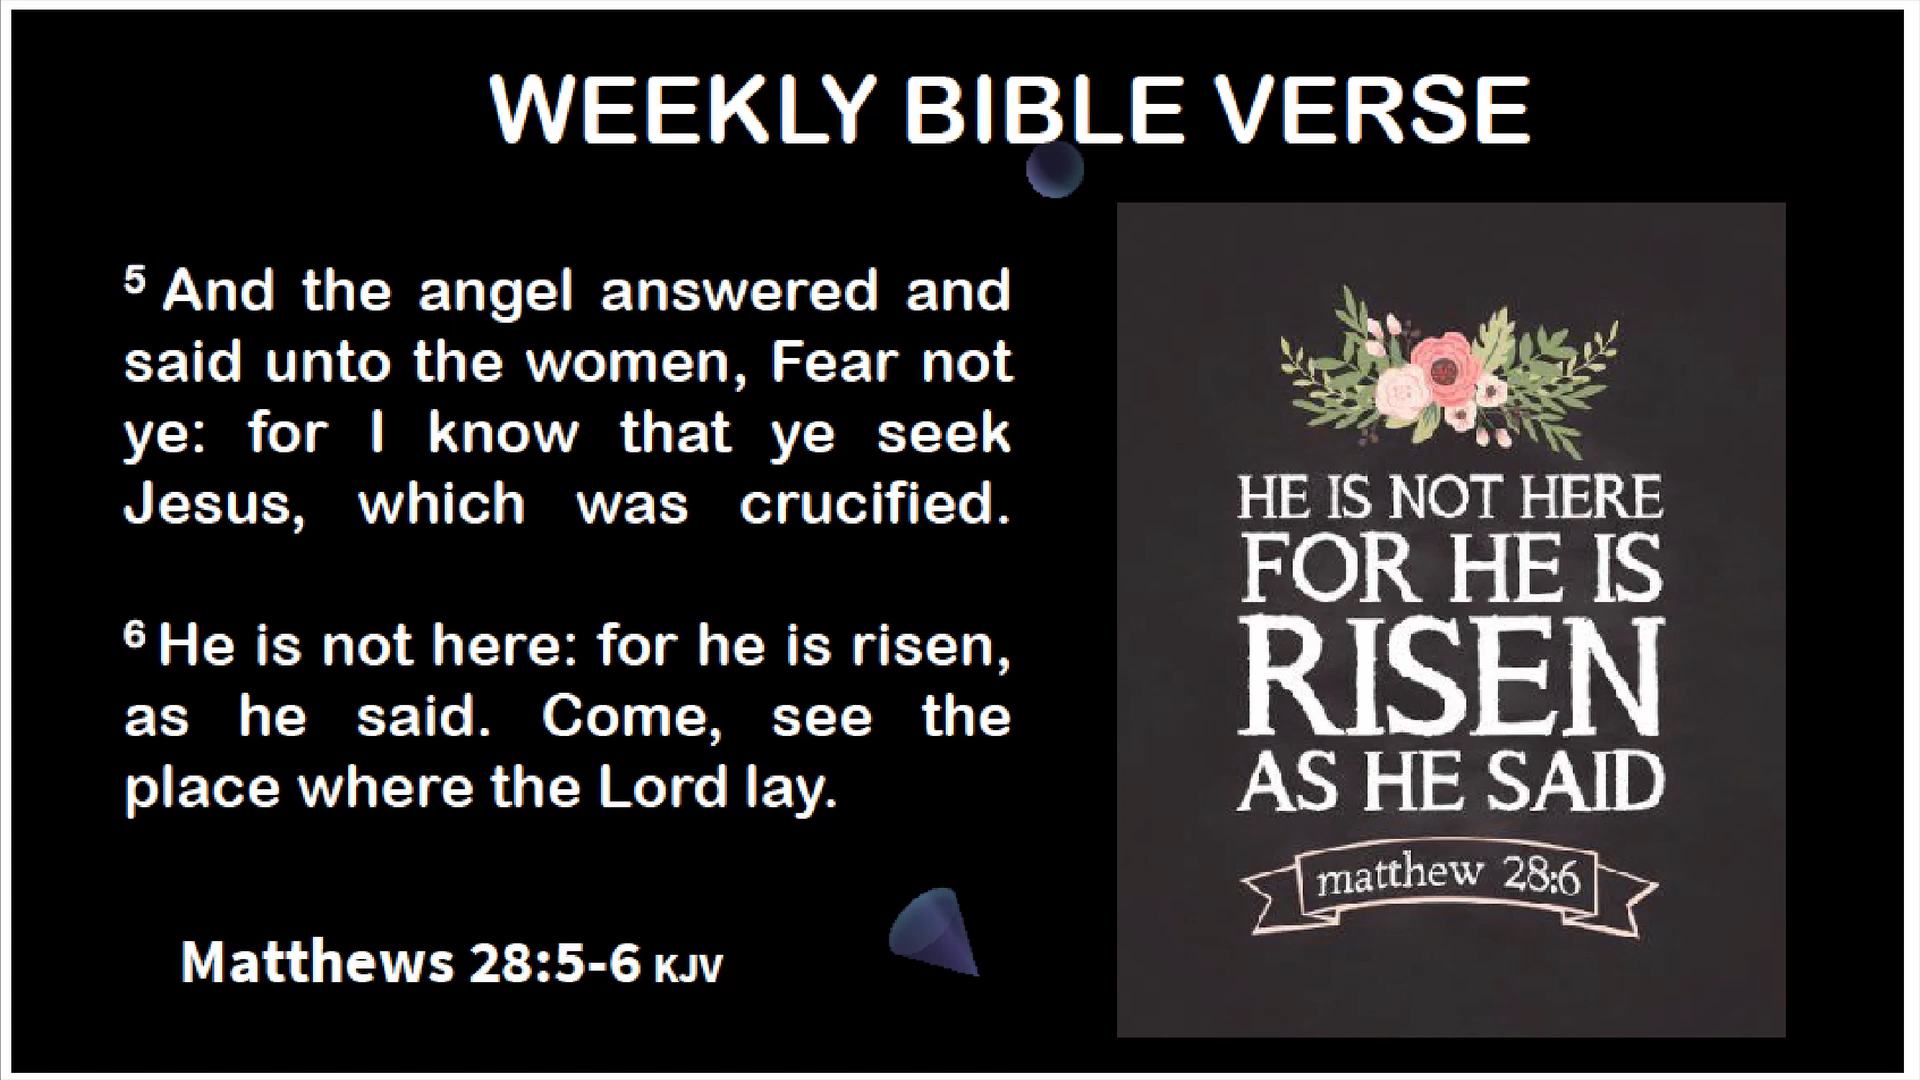 WEEKLY BIBLE VERSE
5 And the angel answered and
said unto the women, Fear not
ye: for I know that ye seek
Jesus, which was crucified.
6 He is not here: for he is risen,
as he said. Come, see the
place where the Lord lay.
Matthews 28:5-6 KJV
HE IS NOT HERE
FOR HE IS
RISEN
AS HE SAID
matthew 28:6